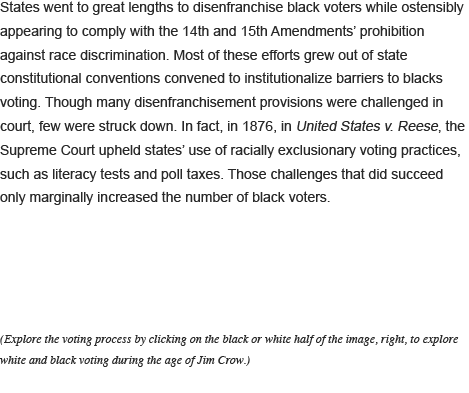 States went to great lengths to disenfranchise black voters while ostensibly
appearing to comply with the 14th and 15th Amendments’ prohibition
against race discrimination. Most of these efforts grew out of state
constitutional conventions convened to institutionalize barriers to blacks
voting. Though many disenfranchisement provisions were challenged in
court, few were struck down. In fact, in 1876, in United States v. Reese, the
Supreme Court upheld states’ use of racially exclusionary voting practices,
such as literacy tests and poll taxes. Those challenges that did succeed
only marginally increased the number of black voters.
(Explore the voting process by clicking on the black or white half of the image, right, to explore
white and black voting during the age of Jim Crow.)